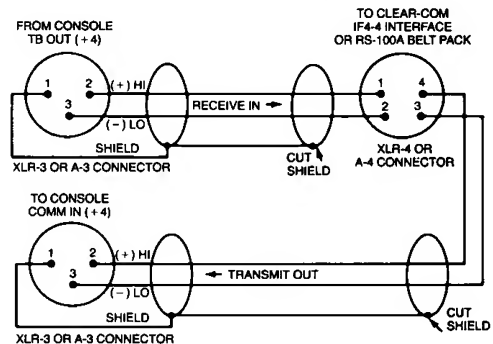 FROM CONSOLE
TB OUT (+4)
TO CLEAR-COM
IF4-4 INTERFACE
OR RS-100A BELT PACK
1
2
3
(+) HI
RECEIVE IN →
(−) LO
SHIELD
XLR-3 OR A-3 CONNECTOR
CUT
SHIELD
1
4
2
3
XLR-4 OR
A-4 CONNECTOR
TO CONSOLE
COMM IN (+4)
1
2
3
(+) HI
← TRANSMIT OUT
(−) LO
SHIELD
XLR-3 OR A-3 CONNECTOR
CUT
SHIELD